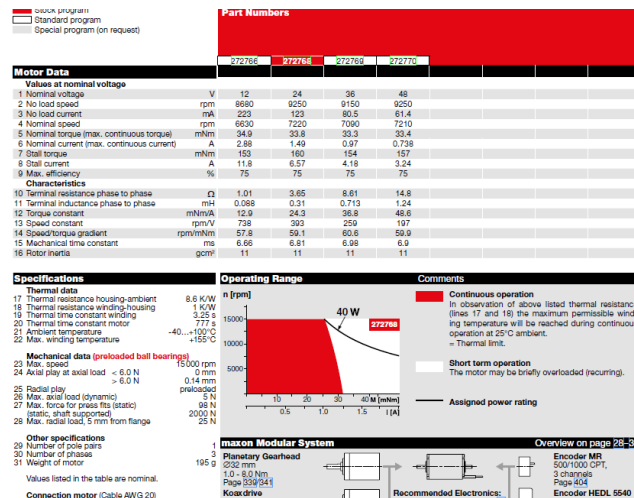 Stock program
Standard program
Special program (on request)
Part Numbers
272766 272768 272769 272770
Motor Data
Values at nominal voltage
1 Nominal voltage V 12 24 36 48
2 No load speed rpm 8680 9250 9150 9250
3 No load current mA 223 123 80.5 61.4
4 Nominal speed rpm 6630 7220 7090 7210
5 Nominal torque (max. continuous torque) mNm 34.9 33.8 33.3 33.4
6 Nominal current (max. continuous current) A 2.88 1.49 0.97 0.738
7 Stall torque mNm 153 160 154 157
8 Stall current A 11.8 6.57 4.18 3.24
9 Max. efficiency % 75 75 75 75
Characteristics
10 Terminal resistance phase to phase Ω 1.01 3.65 8.61 14.8
11 Terminal inductance phase to phase mH 0.088 0.31 0.713 1.24
12 Torque constant mNm/A 12.9 24.3 36.8 48.6
13 Speed constant rpm/V 738 393 259 197
14 Speed/torque gradient rpm/mNm 57.8 59.1 60.6 59.9
15 Mechanical time constant ms 6.66 6.81 6.98 6.9
16 Rotor inertia gcm² 11 11 11 11
Specifications
Thermal data
17 Thermal resistance housing-ambient 8.6 K/W
18 Thermal resistance winding-housing 1 K/W
19 Thermal time constant winding 3.25 s
20 Thermal time constant motor 777 s
21 Ambient temperature -40...+100°C
22 Max. winding temperature +155°C
Mechanical data (preloaded ball bearings)
23 Max. speed 15000 rpm
24 Axial play at axial load < 6.0 N 0 mm
> 6.0 N 0.14 mm
25 Radial play preloaded
26 Max. axial load (dynamic) 5 N
27 Max. force for press fits (static) 98 N
(static, shaft supported) 2000 N
28 Max. radial load, 5 mm from flange 25 N
Other specifications
29 Number of pole pairs 1
30 Number of phases 3
31 Weight of motor 195 g
Values listed in the table are nominal.
Connection motor (Cable AWG 20)
Operating Range
n [rpm]
40 W
272768
15000
10000
5000
10 20 30 40 M [mNm]
0.5 1.0 1.5 I [A]
Comments
Continuous operation
In observation of above listed thermal resistanc
(lines 17 and 18) the maximum permissible wind
ing temperature will be reached during continuou
operation at 25°C ambient.
= Thermal limit.
Short term operation
The motor may be briefly overloaded (recurring).
Assigned power rating
maxon Modular System
Overview on page 28-3
Planetary Gearhead
Ø32 mm
1.0 - 8.0 Nm
Page 339/341
Koaxdrive
Recommended Electronics:
Encoder MR
500/1000 CPT,
3 channels
Page 404
Encoder HEDL 5540